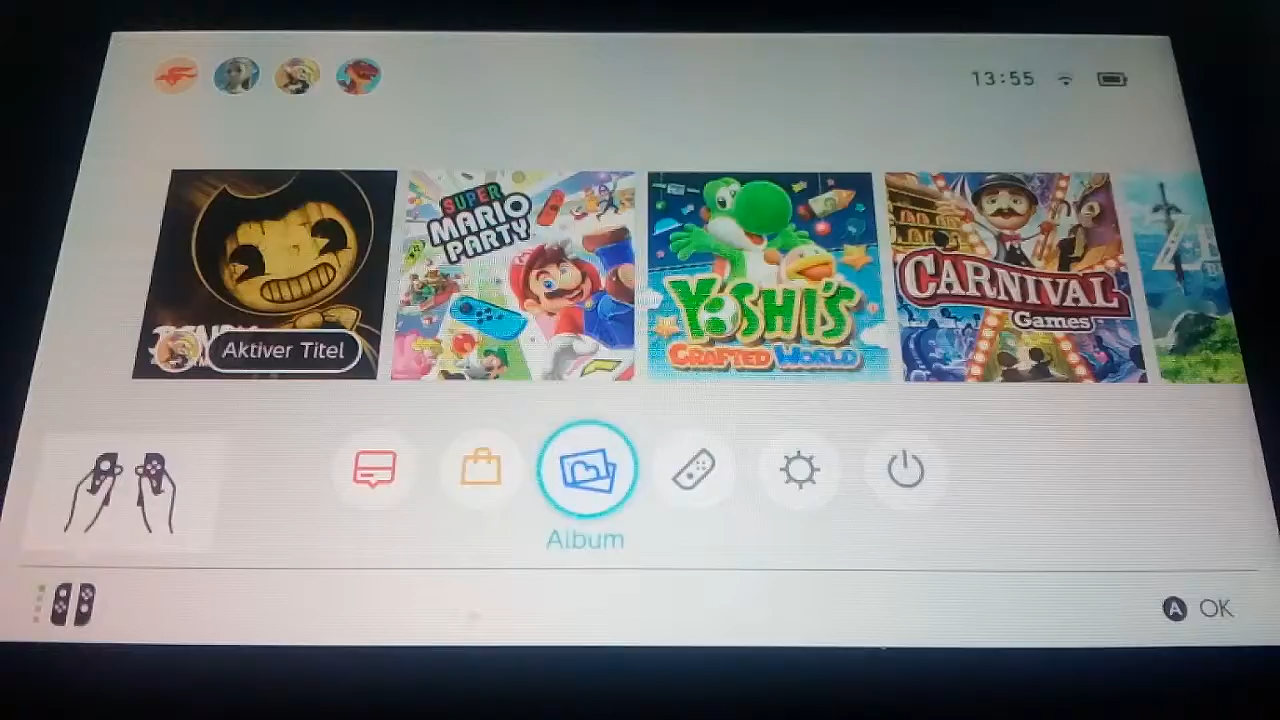 13:55
Aktiver Titel
SUPER
MARIO
PARTY
YOSHI'S
CRAFTED WORLD
CARNIVAL
Games
Album
A OK